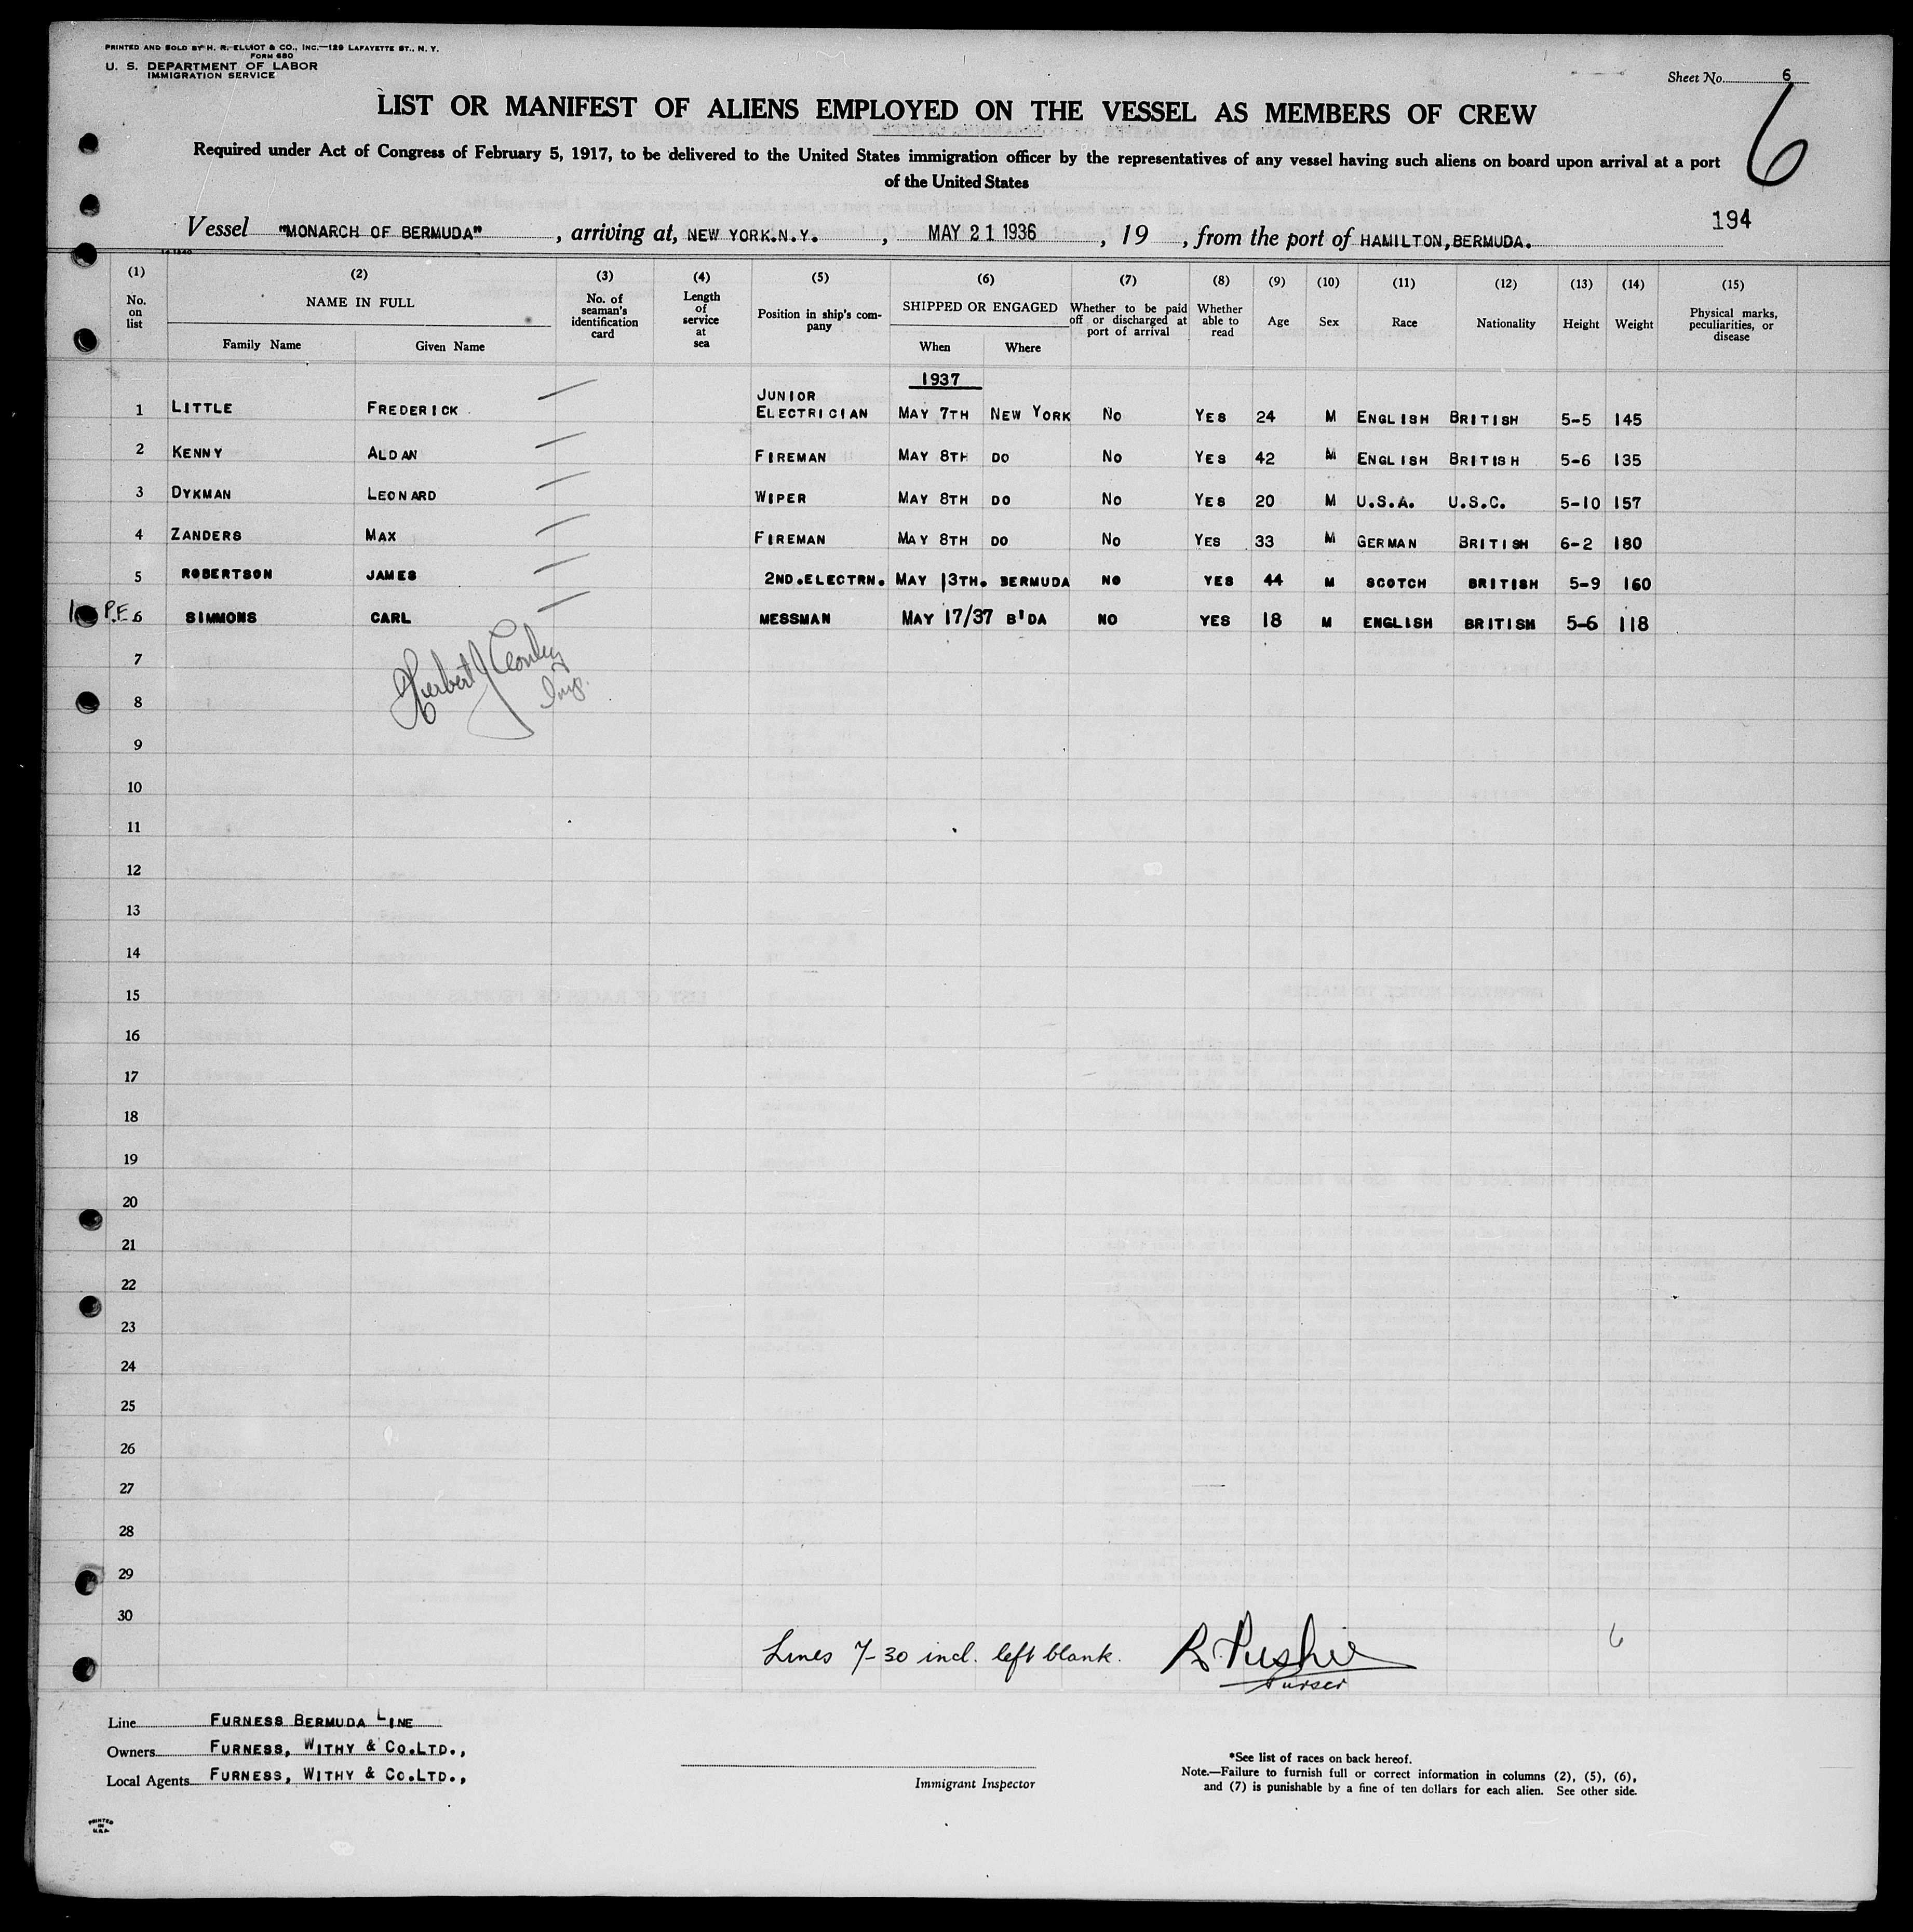 PRINTED AND SOLD BY H. R. ELLIOT & CO., INC.—129 LAFAYETTE ST., N. Y.
FORM 680
U. S. DEPARTMENT OF LABOR
IMMIGRATION SERVICE
Sheet No. 6
6
LIST OR MANIFEST OF ALIENS EMPLOYED ON THE VESSEL AS MEMBERS OF CREW
Required under Act of Congress of February 5, 1917, to be delivered to the United States immigration officer by the representatives of any vessel having such aliens on board upon arrival at a port
of the United States
194
Vessel "MONARCH OF BERMUDA" , arriving at, NEW YORK.N.Y. , MAY 21 1936 , 19 , from the port of HAMILTON,BERMUDA.
(1) (2) (3) (4) (5) (6) (7) (8) (9) (10) (11) (12) (13) (14) (15)
No. on list NAME IN FULL Family Name Given Name No. of seaman's identification card Length of service at sea Position in ship's company SHIPPED OR ENGAGED When Where Whether to be paid off or discharged at port of arrival Whether able to read Age Sex Race Nationality Height Weight Physical marks, peculiarities, or disease
1937
1 LITTLE FREDERICK JUNIOR ELECTRICIAN MAY 7TH NEW YORK No YES 24 M ENGLISH BRITISH 5-5 145
2 KENNY ALDAN FIREMAN MAY 8TH DO No YES 42 M ENGLISH BRITISH 5-6 135
3 DYKMAN LEONARD WIPER MAY 8TH DO No YES 20 M U.S.A. U.S.C. 5-10 157
4 ZANDERS MAX FIREMAN MAY 8TH DO No YES 33 M GERMAN BRITISH 6-2 180
5 ROBERTSON JAMES 2ND.ELECTRN. MAY 13TH. BERMUDA NO YES 44 M SCOTCH BRITISH 5-9 160
P.F. 6 SIMMONS CARL MESSMAN MAY 17/37 B'DA NO YES 18 M ENGLISH BRITISH 5-6 118
7
Herbert J
Insp.
8
9
10
11
12
13
14
15
16
17
18
19
20
21
22
23
24
25
26
27
28
29
30
Lines 7-30 incl. left blank.
Purser
6
Line FURNESS BERMUDA LINE
Owners FURNESS, WITHY & CO.LTD.,
Local Agents FURNESS, WITHY & CO.LTD.,
Immigrant Inspector
*See list of races on back hereof.
Note.—Failure to furnish full or correct information in columns (2), (5), (6),
and (7) is punishable by a fine of ten dollars for each alien. See other side.
PRINTED
IN
U.S.A.